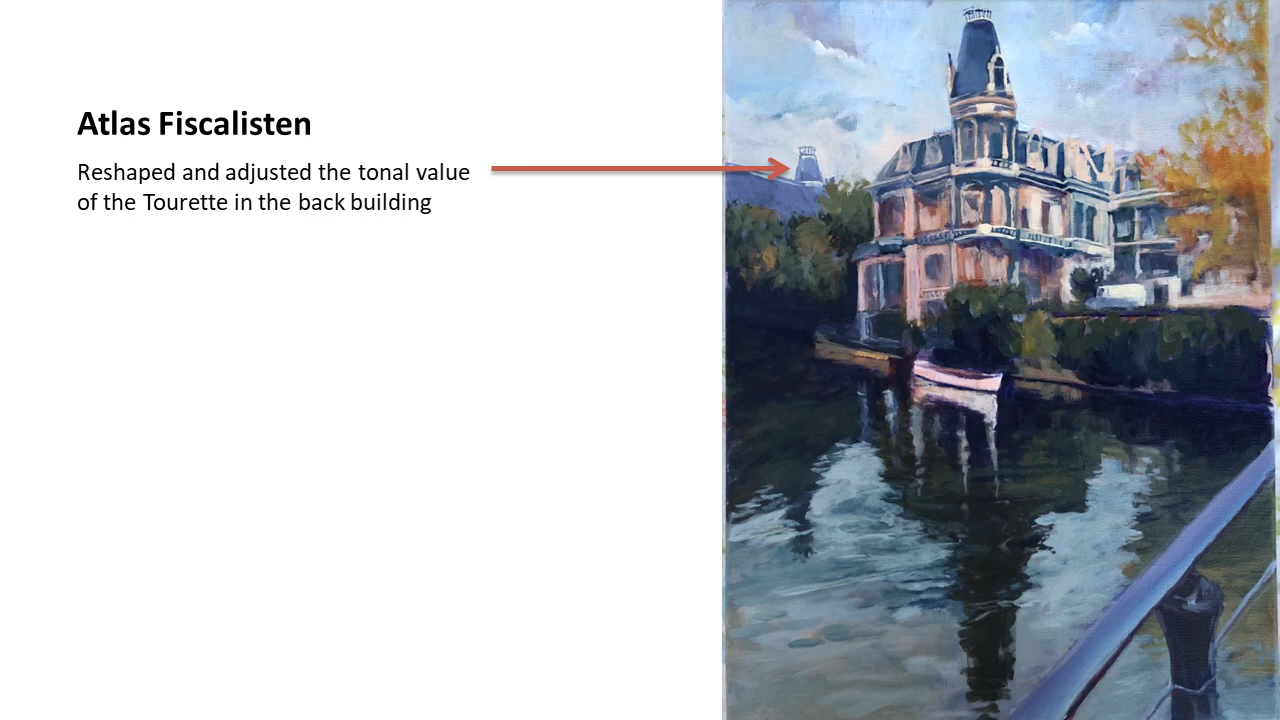 Atlas Fiscalisten
Reshaped and adjusted the tonal value
of the Tourette in the back building